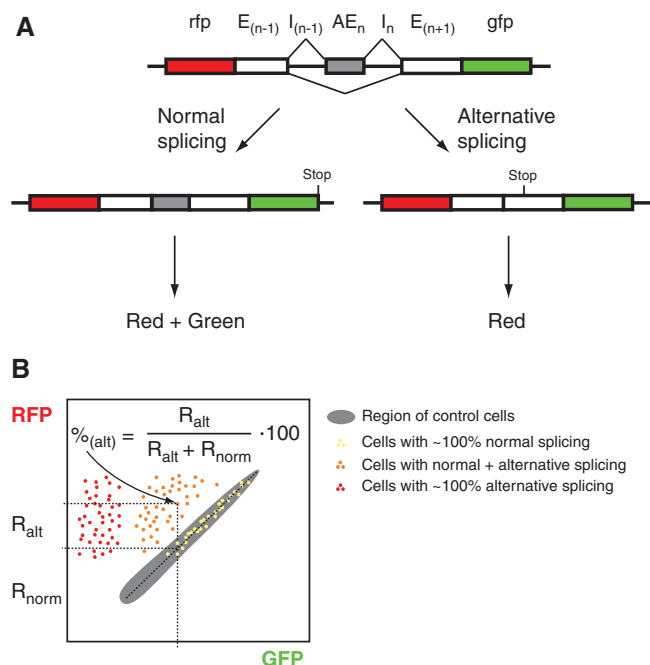 A
rfp E(n-1) I(n-1) AEn In E(n+1) gfp
Normal splicing
Alternative splicing
Stop
Stop
Red + Green
Red
B
RFP
%(alt) = Ralt / Ralt + Rnorm ·100
Ralt
Rnorm
GFP
Region of control cells
Cells with ~100% normal splicing
Cells with normal + alternative splicing
Cells with ~100% alternative splicing